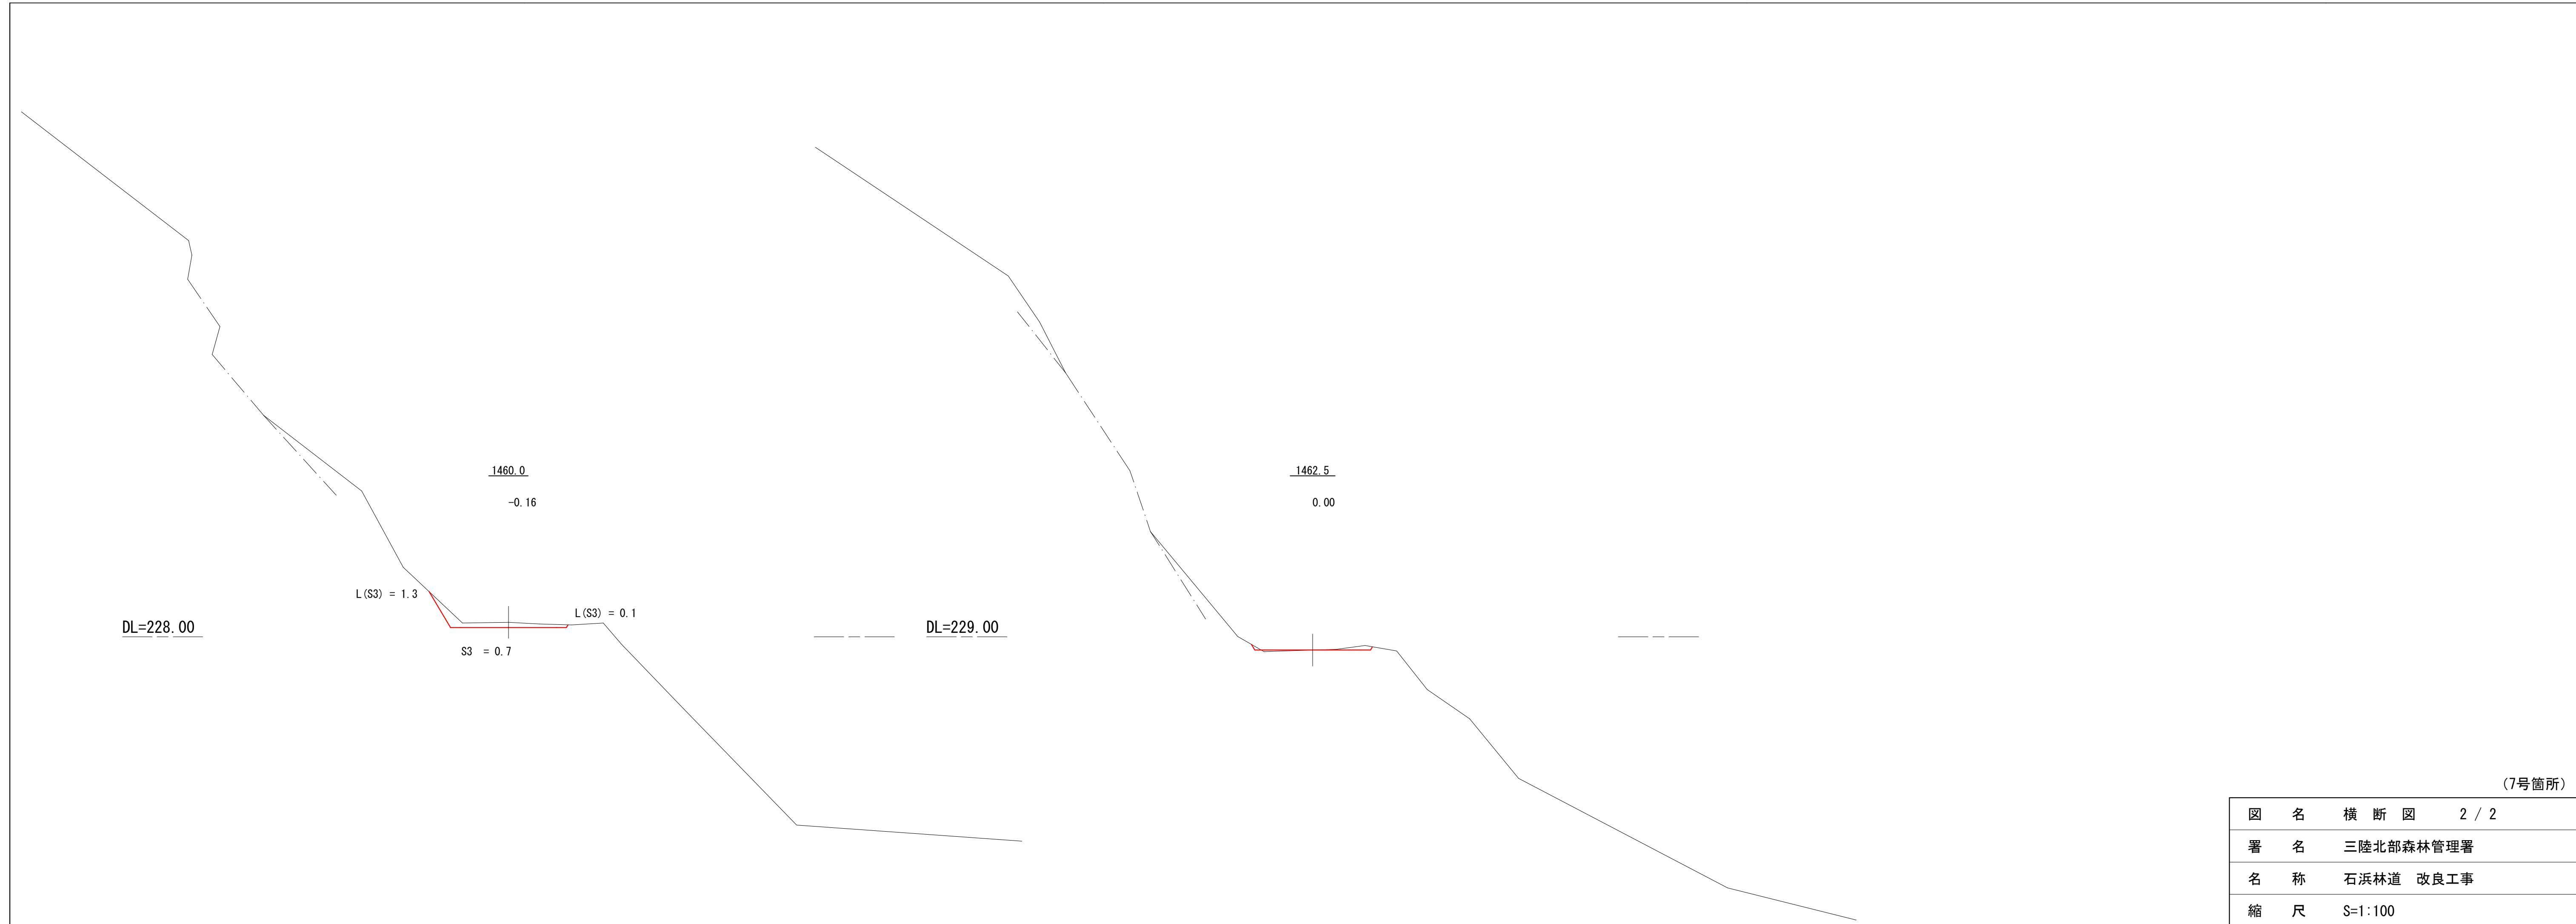 1460.0
-0.16
L(S3) = 1.3
L(S3) = 0.1
DL=228.00
S3 = 0.7
1462.5
0.00
DL=229.00
(7号箇所)
図 名 横 断 図 2 / 2
署 名 三陸北部森林管理署
名 称 石浜林道 改良工事
縮 尺 S=1:100